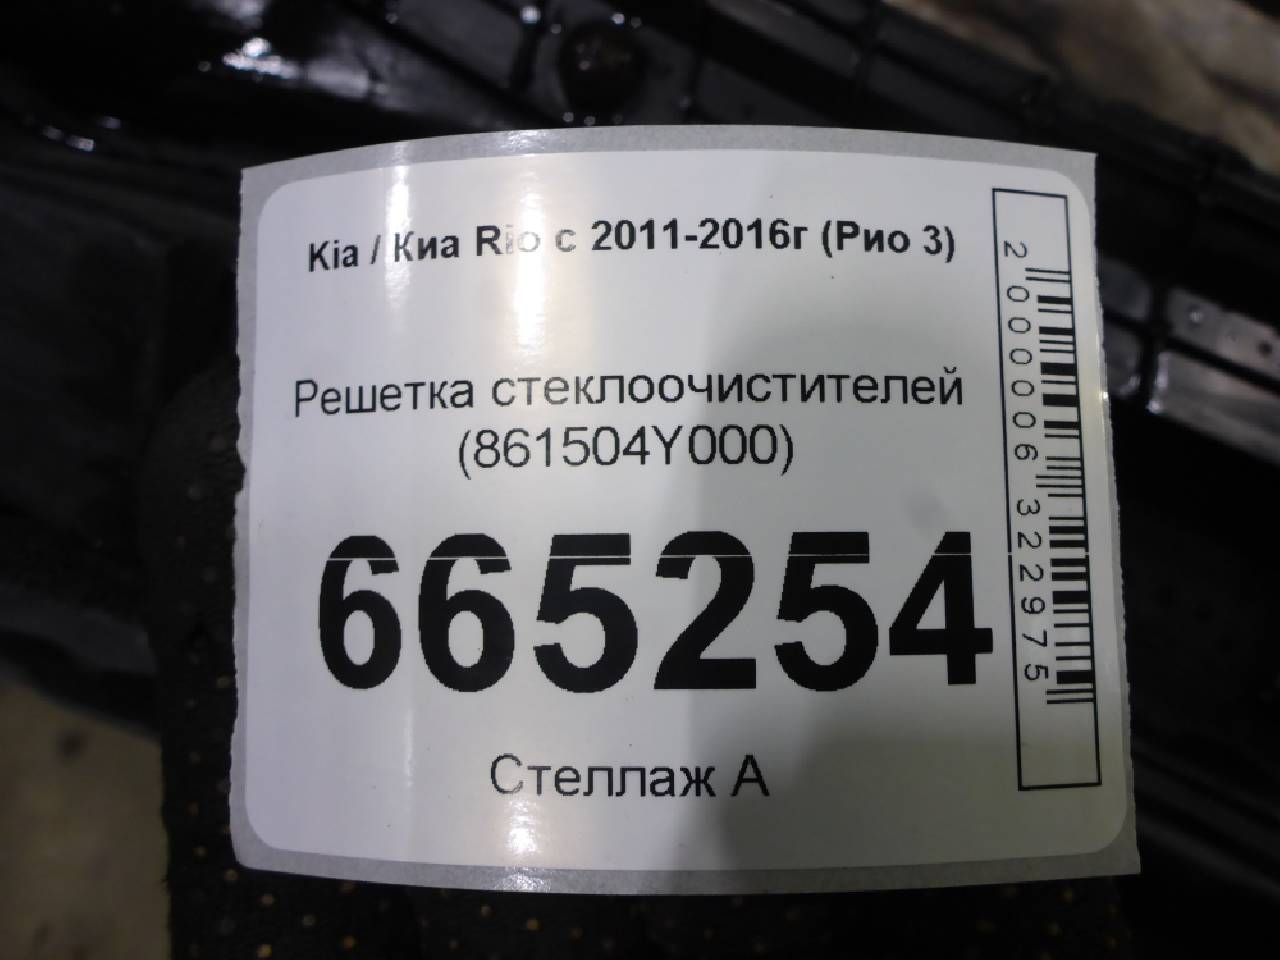 Kia / Киа Rio с 2011-2016г (Рио 3)
Решетка стеклоочистителей
(861504Y000)
665254
Стеллаж А
2000006322975